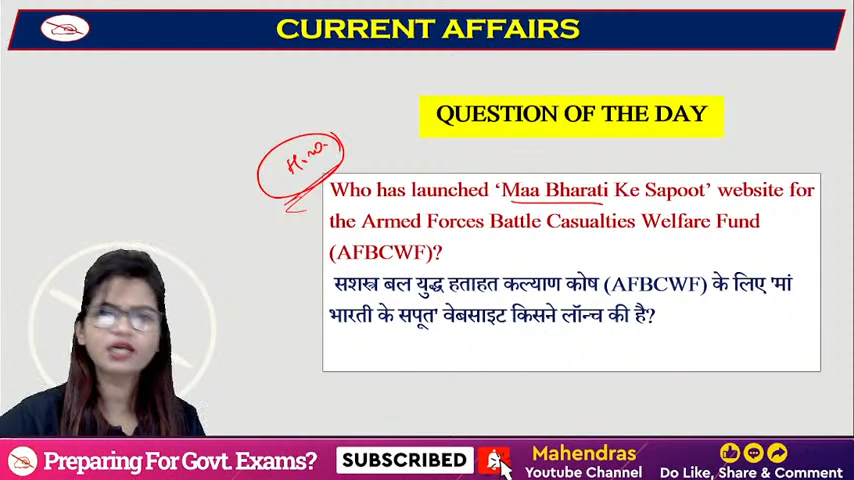 CURRENT AFFAIRS
QUESTION OF THE DAY
Who has launched ‘Maa Bharati Ke Sapoot’ website for
the Armed Forces Battle Casualties Welfare Fund
(AFBCWF)?
सशस्त्र बल युद्ध हताहत कल्याण कोष (AFBCWF) के लिए 'मां
भारती के सपूत' वेबसाइट किसने लॉन्च की है?
Preparing For Govt. Exams?
SUBSCRIBED
Mahendras
Youtube Channel
Do Like, Share & Comment